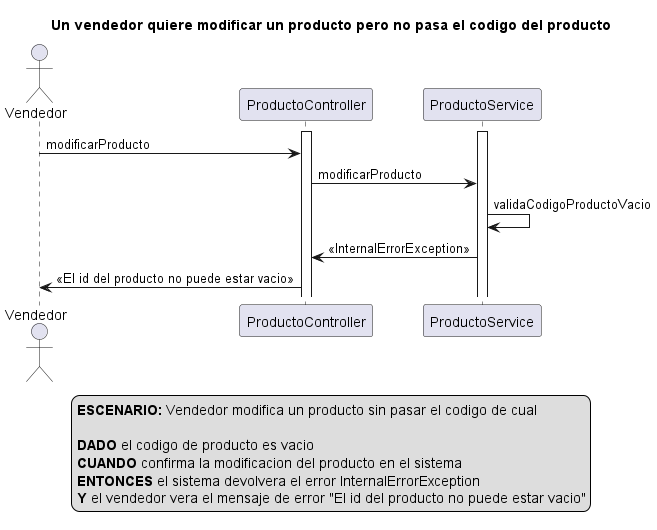 Un vendedor quiere modificar un producto pero no pasa el codigo del producto
Vendedor
ProductoController
ProductoService
modificarProducto
modificarProducto
validaCodigoProductoVacio
«InternalErrorException»
«El id del producto no puede estar vacio»
Vendedor
ProductoController
ProductoService
ESCENARIO: Vendedor modifica un producto sin pasar el codigo de cual
DADO el codigo de producto es vacio
CUANDO confirma la modificacion del producto en el sistema
ENTONCES el sistema devolvera el error InternalErrorException
Y el vendedor vera el mensaje de error "El id del producto no puede estar vacio"